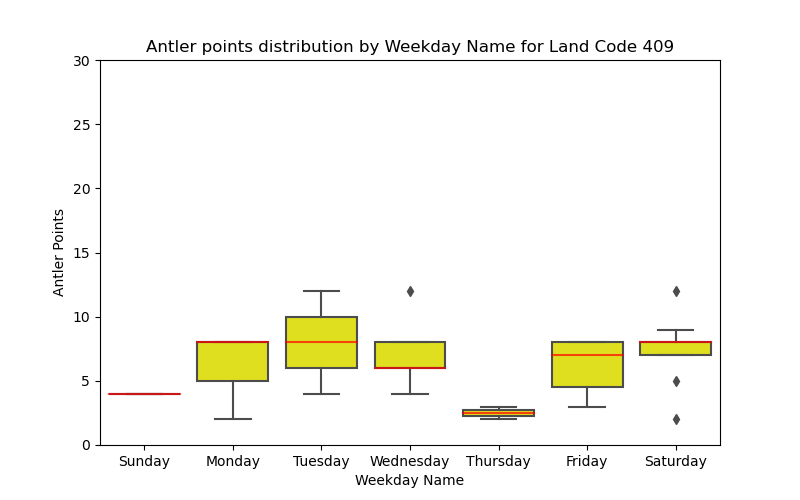 Antler points distribution by Weekday Name for Land Code 409
30
25
20
15
10
5
0
Antler Points
Sunday Monday Tuesday Wednesday Thursday Friday Saturday
Weekday Name